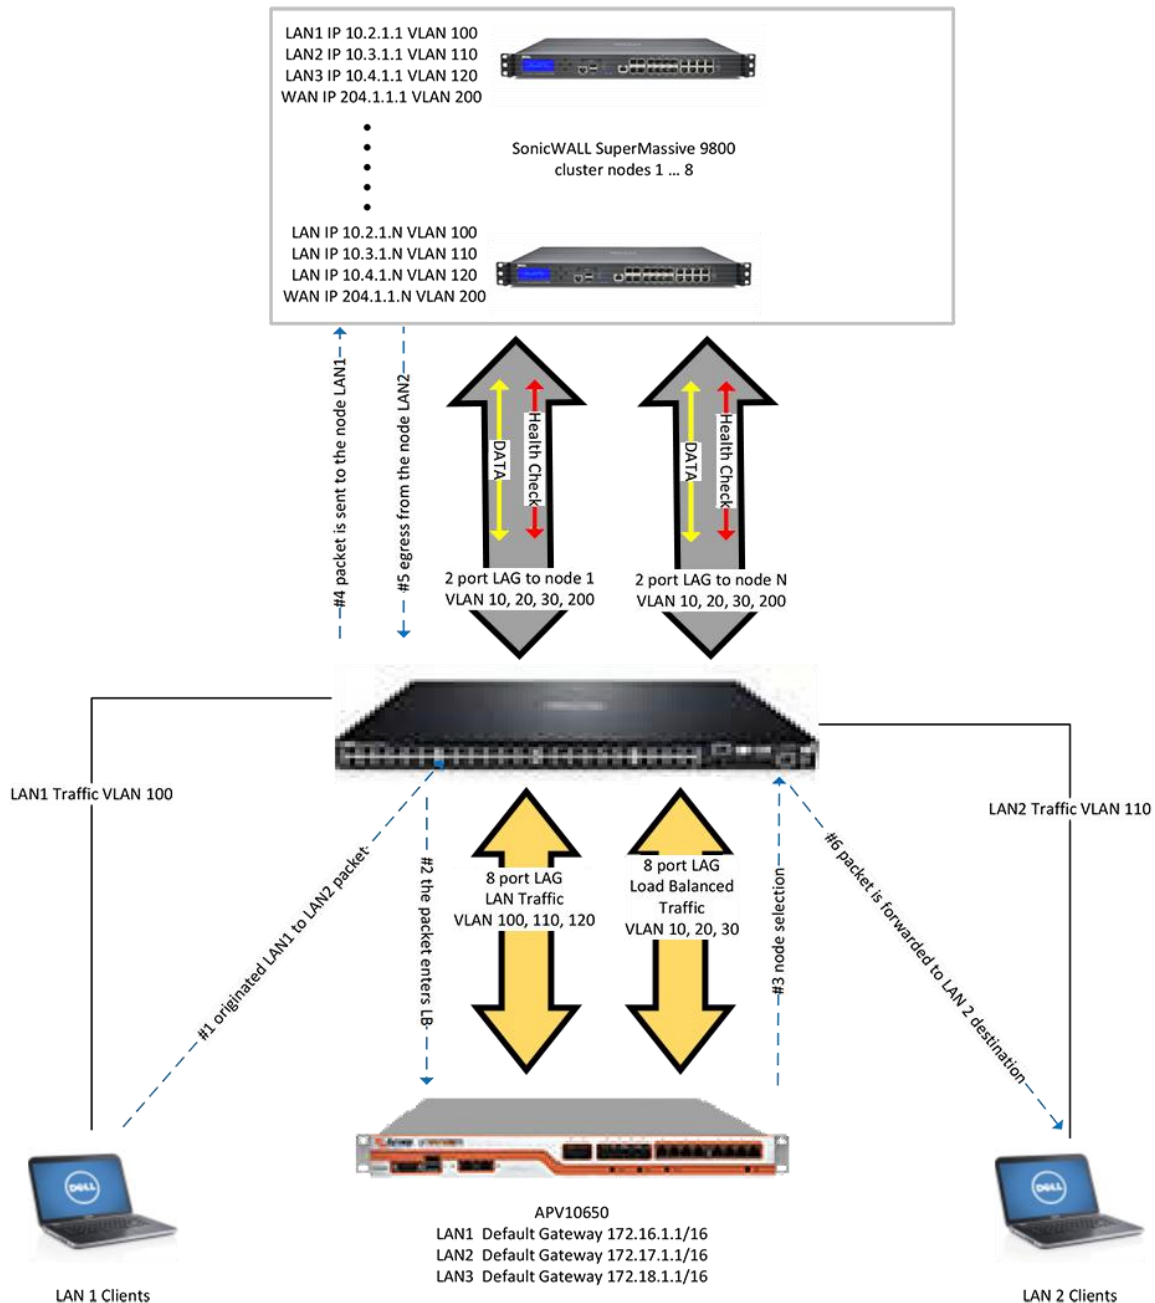 LAN1 IP 10.2.1.1 VLAN 100
LAN2 IP 10.3.1.1 VLAN 110
LAN3 IP 10.4.1.1 VLAN 120
WAN IP 204.1.1.1 VLAN 200
SonicWALL SuperMassive 9800
cluster nodes 1 ... 8
LAN IP 10.2.1.N VLAN 100
LAN IP 10.3.1.N VLAN 110
LAN IP 10.4.1.N VLAN 120
WAN IP 204.1.1.N VLAN 200
#4 packet is sent to the node LAN1
#5 egress from the node LAN2
DATA
Health Check
DATA
Health Check
2 port LAG to node 1
VLAN 10, 20, 30, 200
2 port LAG to node N
VLAN 10, 20, 30, 200
LAN1 Traffic VLAN 100
LAN2 Traffic VLAN 110
#1 originated LAN1 to LAN2 packet
#2 the packet enters LB
8 port LAG
LAN Traffic
VLAN 100, 110, 120
8 port LAG
Load Balanced
Traffic
VLAN 10, 20, 30
#3 node selection
#6 packet is forwarded to LAN 2 destination
DELL
DELL
APV10650
LAN1 Default Gateway 172.16.1.1/16
LAN2 Default Gateway 172.17.1.1/16
LAN3 Default Gateway 172.18.1.1/16
LAN 1 Clients
LAN 2 Clients